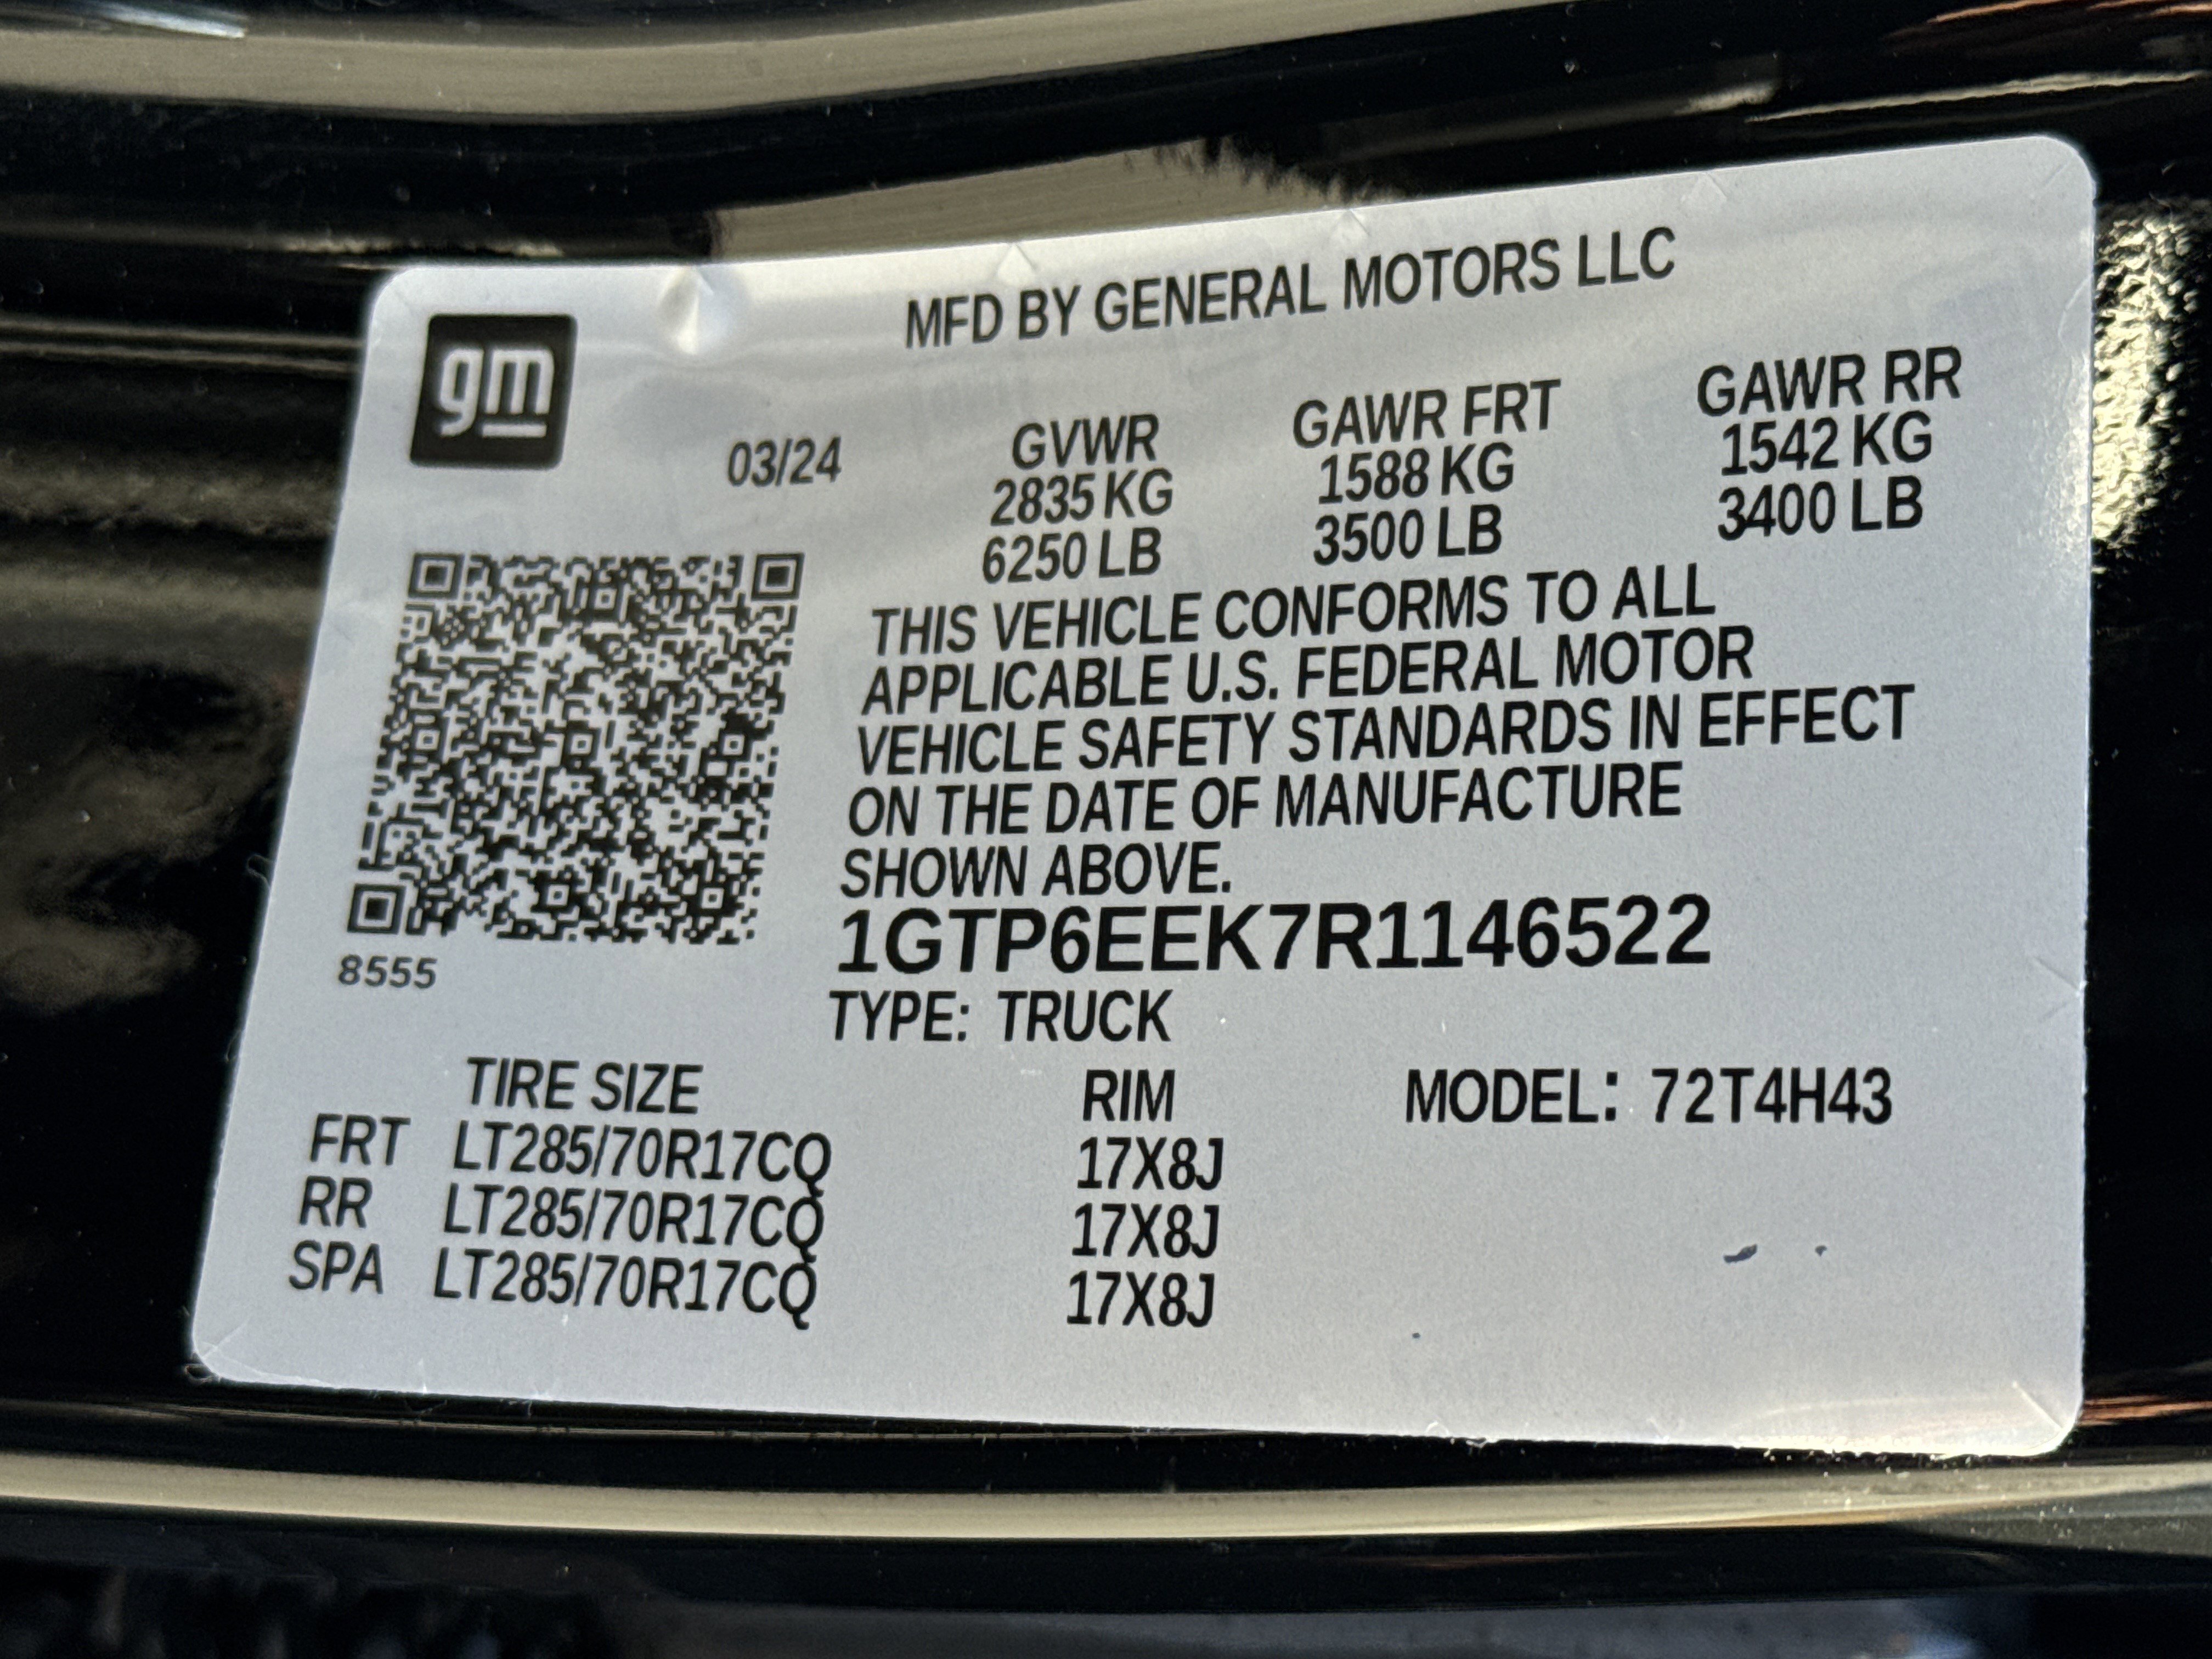 gm
MFD BY GENERAL MOTORS LLC
03/24 GVWR GAWR FRT GAWR RR
2835 KG 1588 KG 1542 KG
6250 LB 3500 LB 3400 LB
THIS VEHICLE CONFORMS TO ALL
APPLICABLE U.S. FEDERAL MOTOR
VEHICLE SAFETY STANDARDS IN EFFECT
ON THE DATE OF MANUFACTURE
SHOWN ABOVE.
1GTP6EEK7R1146522
8555
TYPE: TRUCK
TIRE SIZE RIM MODEL: 72T4H43
FRT LT285/70R17CQ 17X8J
RR LT285/70R17CQ 17X8J
SPA LT285/70R17CQ 17X8J